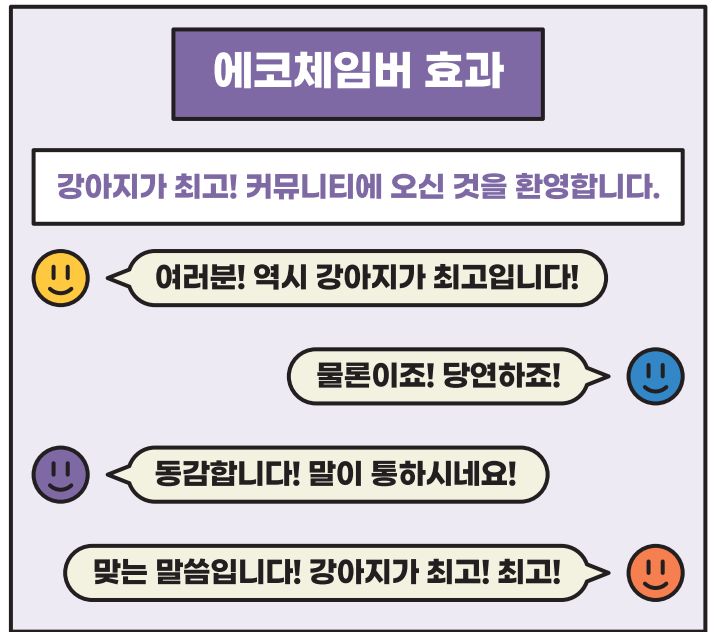 에코체임버 효과
강아지가 최고! 커뮤니티에 오신 것을 환영합니다.
여러분! 역시 강아지가 최고입니다!
물론이죠! 당연하죠!
동감합니다! 말이 통하시네요!
맞는 말씀입니다! 강아지가 최고! 최고!